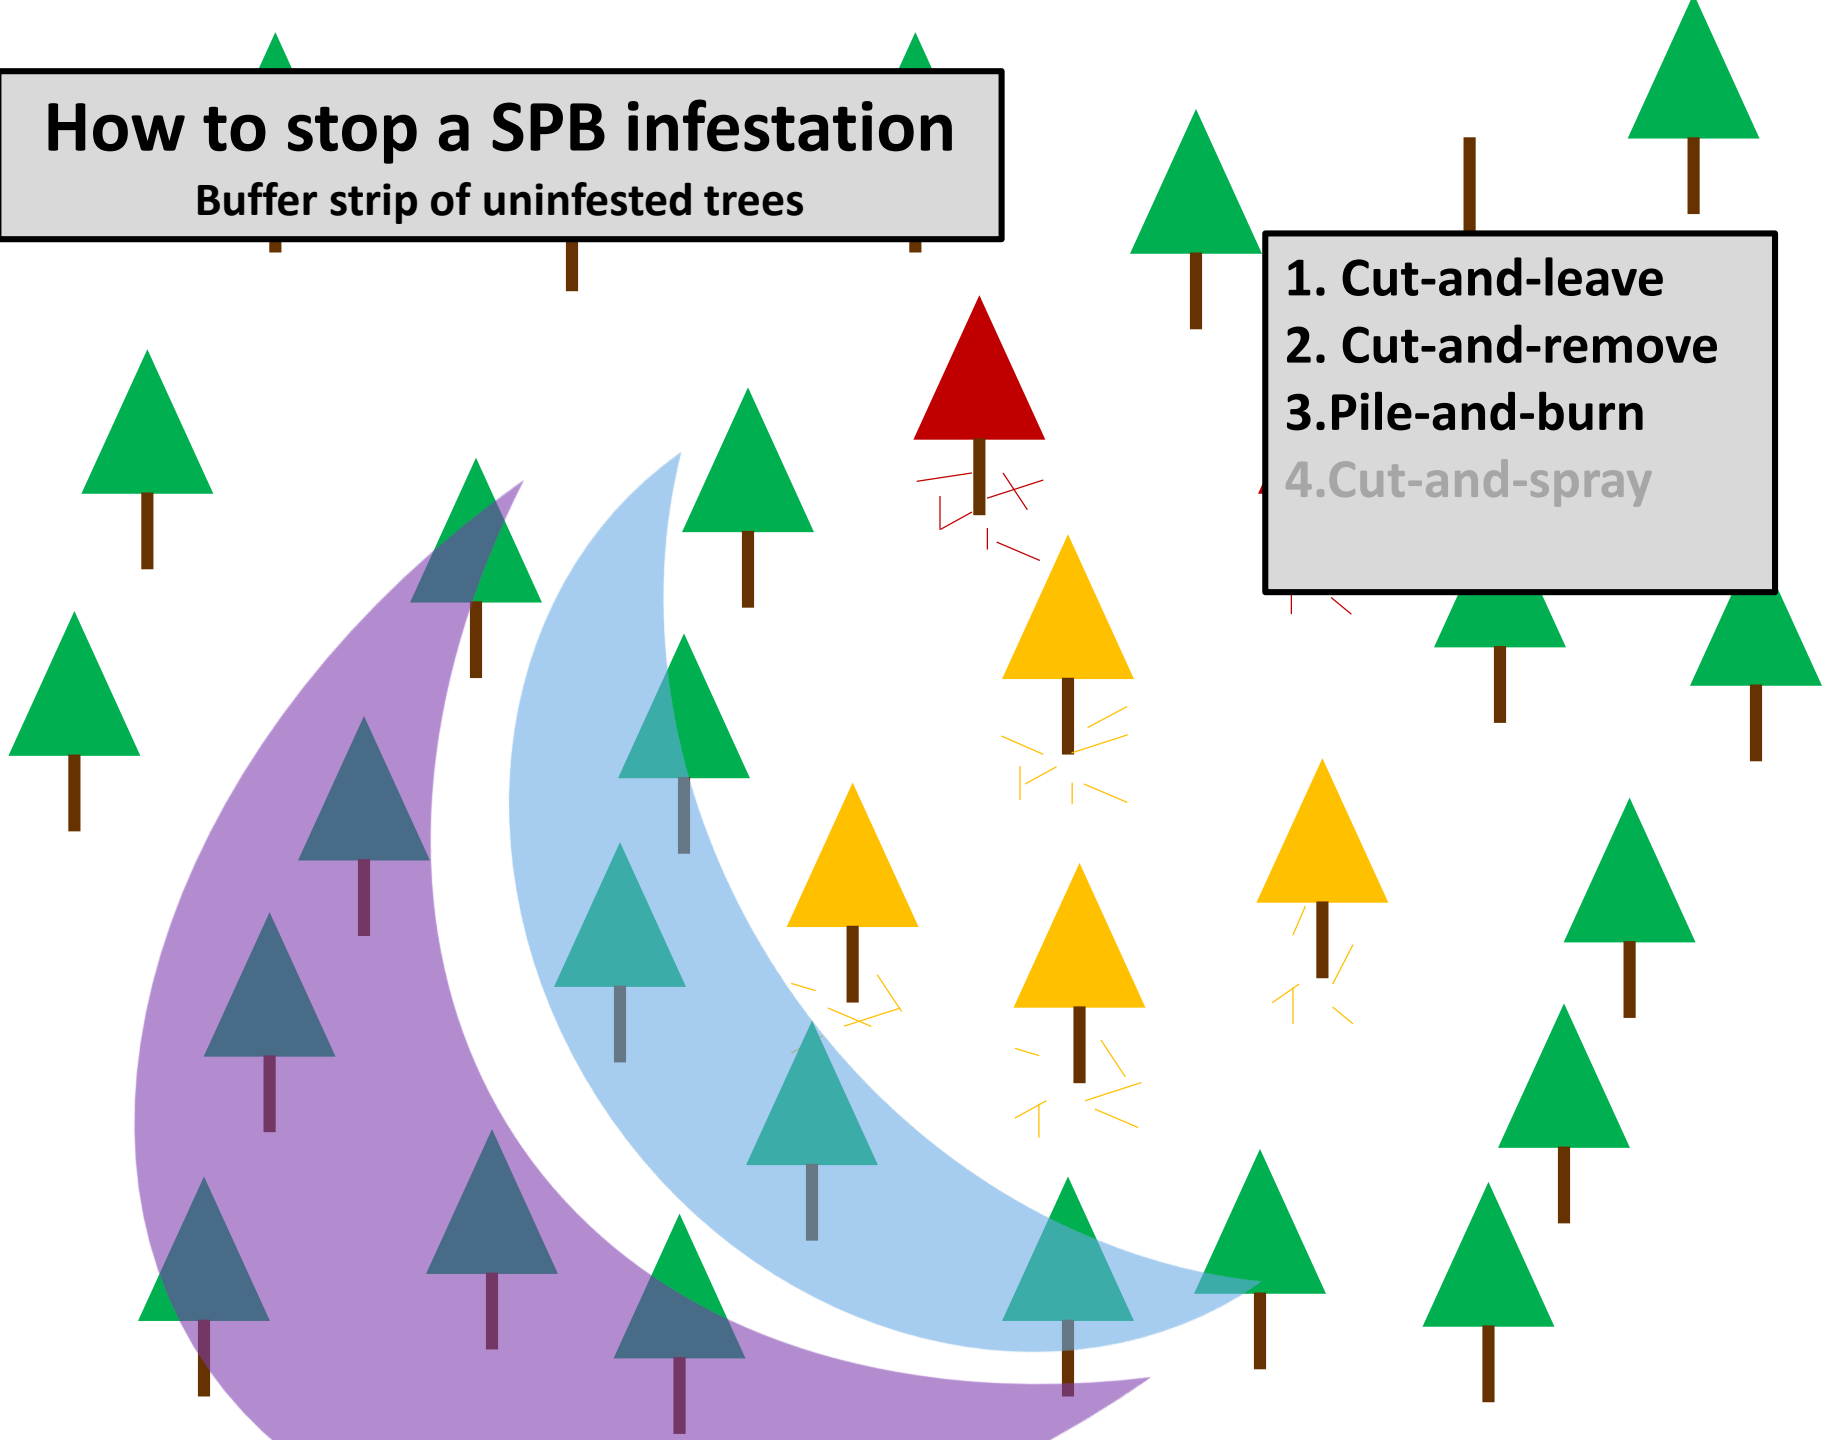 How to stop a SPB infestation
Buffer strip of uninfested trees
1. Cut-and-leave
2. Cut-and-remove
3.Pile-and-burn
4.Cut-and-spray